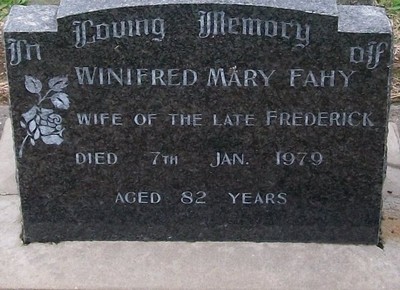 In Loving Memory of
WINIFRED MARY FAHY
WIFE OF THE LATE FREDERICK
DIED 7TH JAN. 1979
AGED 82 YEARS